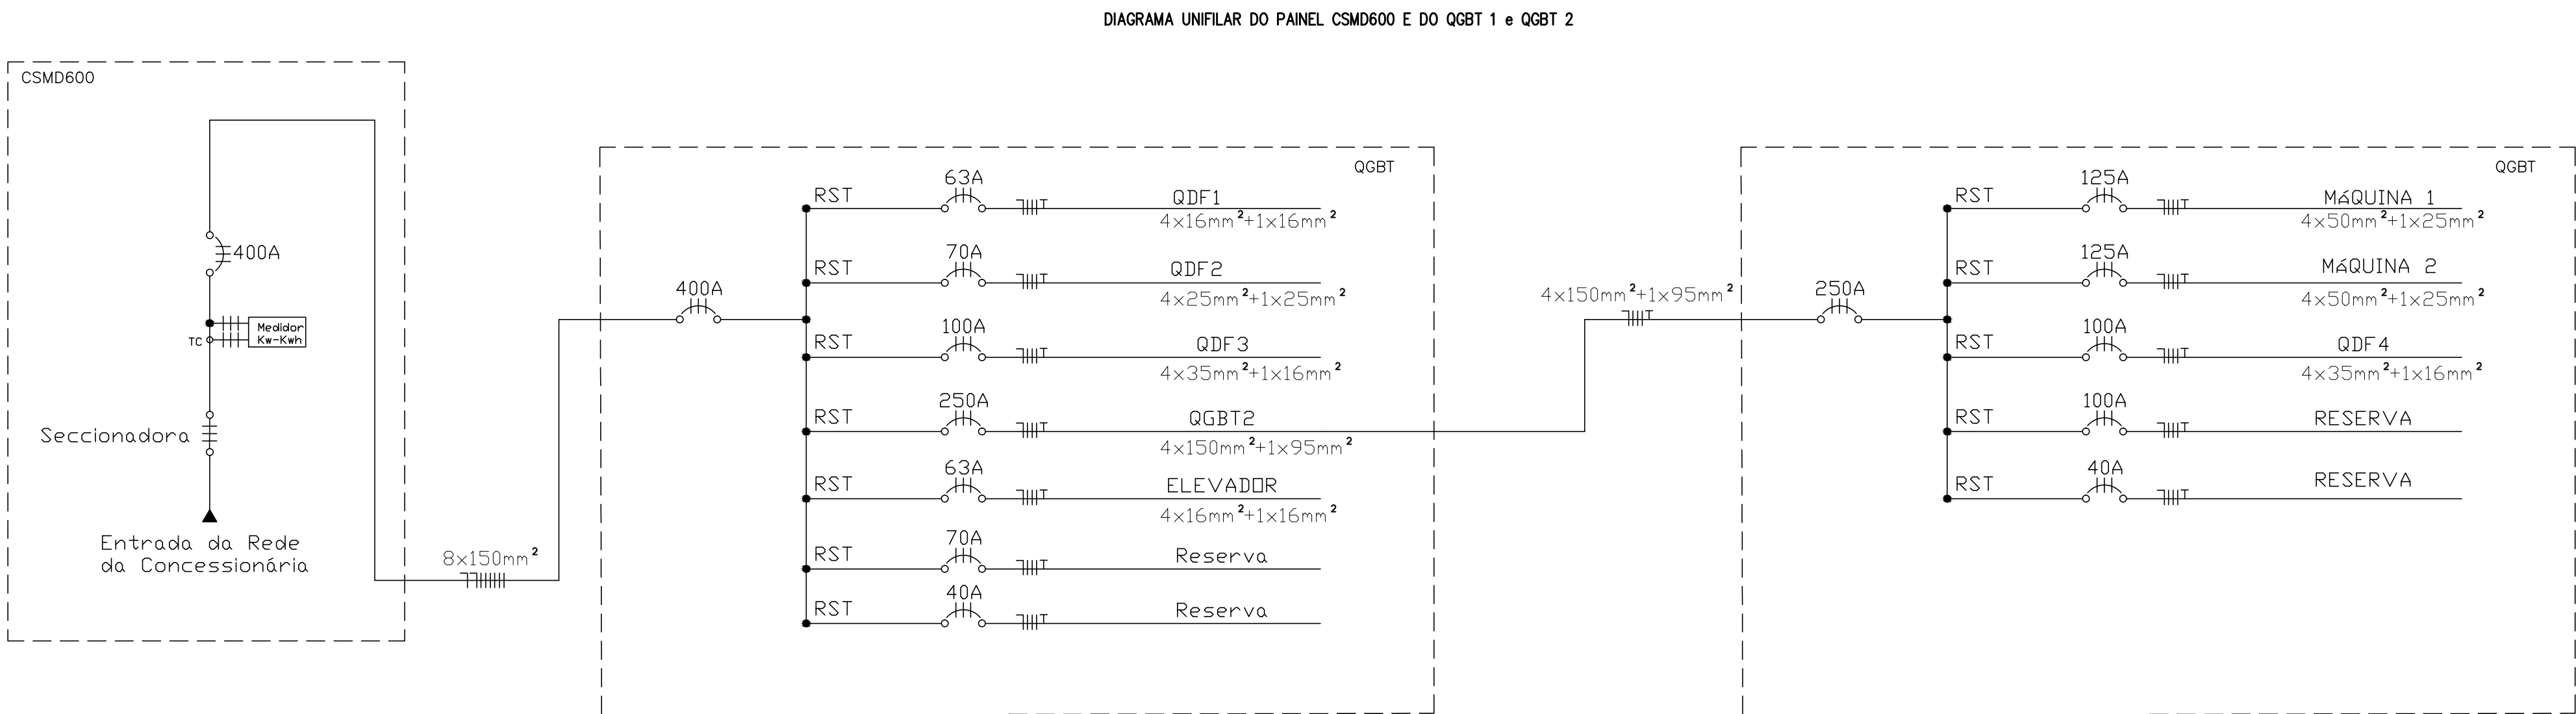 DIAGRAMA UNIFILAR DO PAINEL CSMD600 E DO QGBT 1 e QGBT 2
CSMD600
400A
Medidor
Kw-Kwh
TC
Seccionadora
Entrada da Rede
da Concessionária
8x150mm²
QGBT
400A
RST
63A
QDF1
4x16mm²+1x16mm²
RST
70A
QDF2
4x25mm²+1x25mm²
RST
100A
QDF3
4x35mm²+1x16mm²
RST
250A
QGBT2
4x150mm²+1x95mm²
RST
63A
ELEVADOR
4x16mm²+1x16mm²
RST
70A
Reserva
RST
40A
Reserva
4x150mm²+1x95mm²
QGBT
250A
RST
125A
MáQUINA 1
4x50mm²+1x25mm²
RST
125A
MáQUINA 2
4x50mm²+1x25mm²
RST
100A
QDF4
4x35mm²+1x16mm²
RST
100A
RESERVA
RST
40A
RESERVA